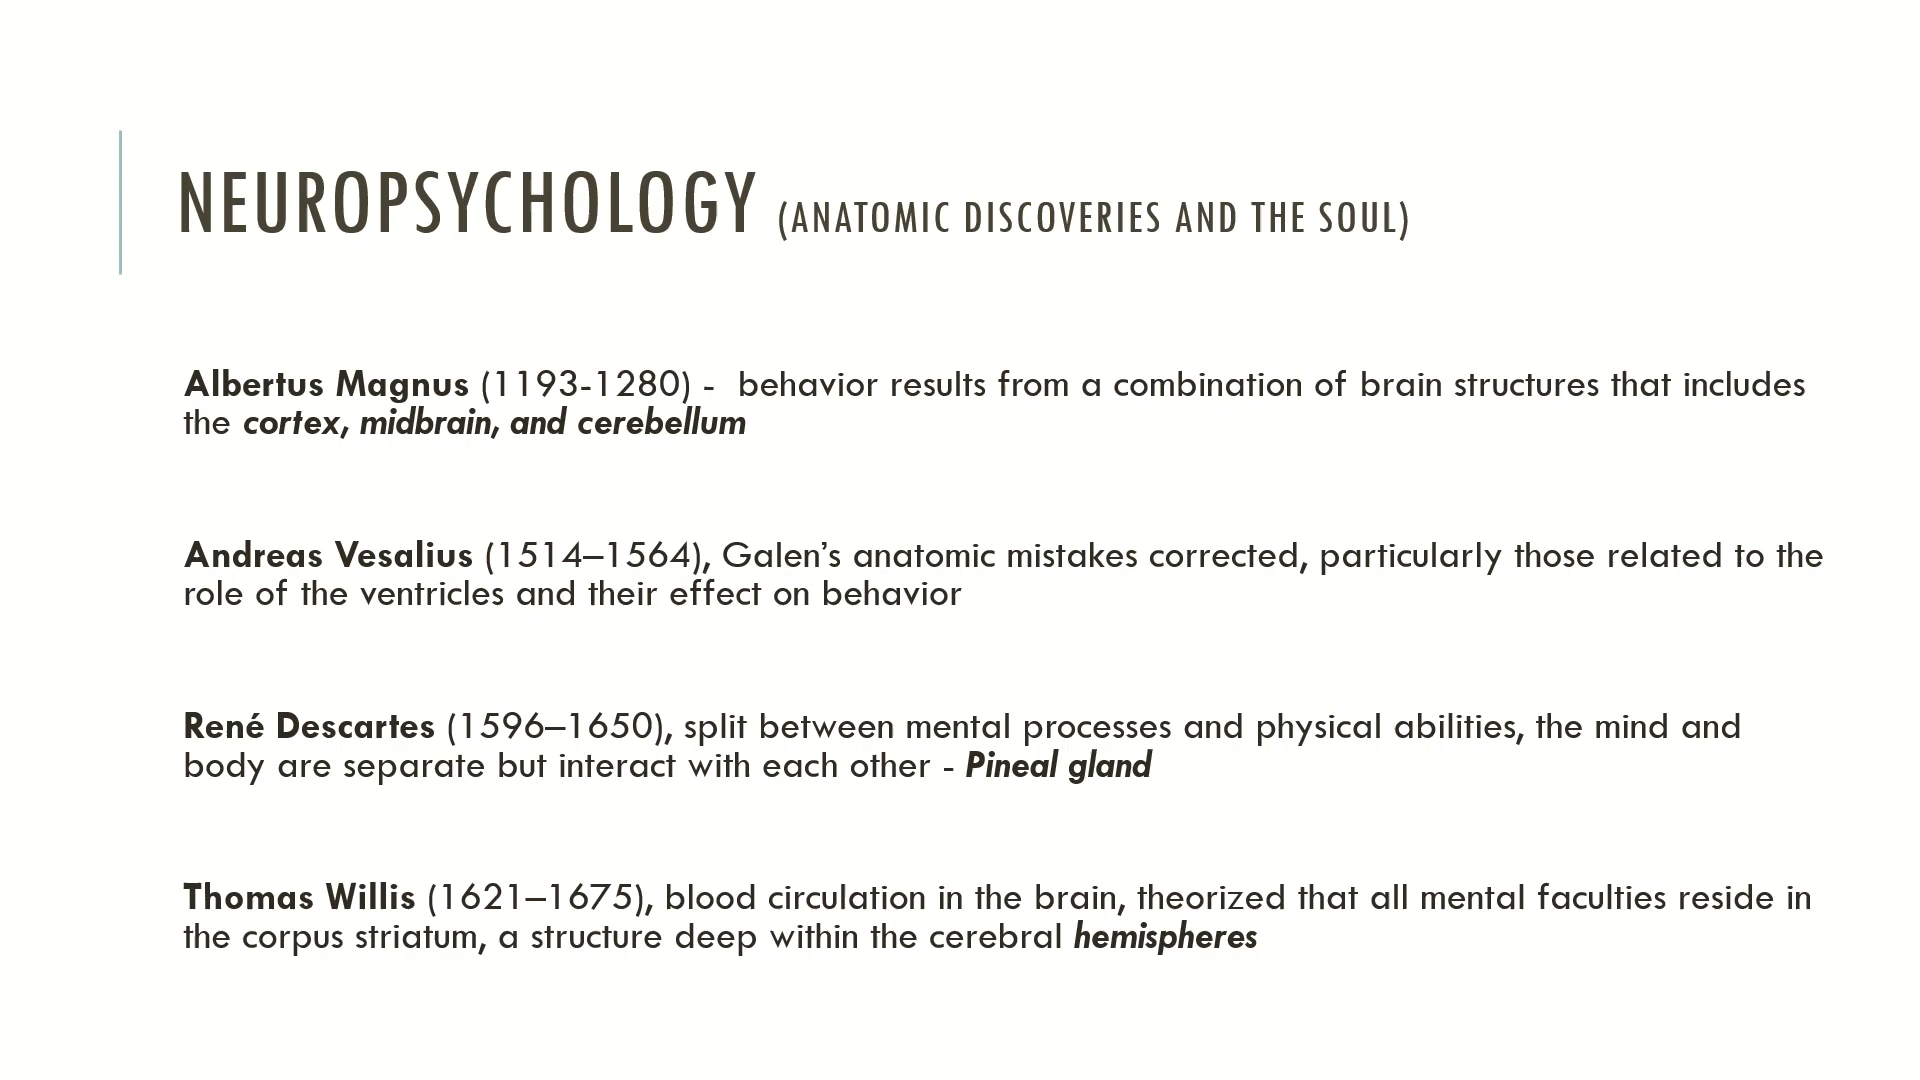 NEUROPSYCHOLOGY (ANATOMIC DISCOVERIES AND THE SOUL)
Albertus Magnus (1193-1280) -  behavior results from a combination of brain structures that includes
the cortex, midbrain, and cerebellum
Andreas Vesalius (1514–1564), Galen’s anatomic mistakes corrected, particularly those related to the
role of the ventricles and their effect on behavior
René Descartes (1596–1650), split between mental processes and physical abilities, the mind and
body are separate but interact with each other - Pineal gland
Thomas Willis (1621–1675), blood circulation in the brain, theorized that all mental faculties reside in
the corpus striatum, a structure deep within the cerebral hemispheres